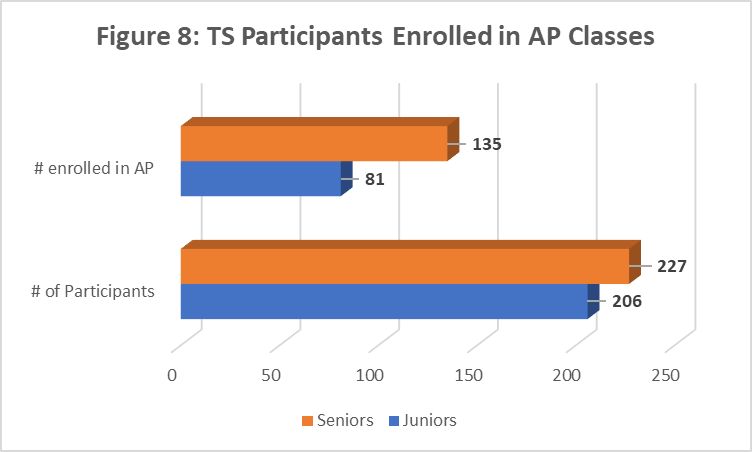 Figure 8: TS Participants Enrolled in AP Classes
# enrolled in AP
135
81
# of Participants
227
206
0 50 100 150 200 250
Seniors Juniors